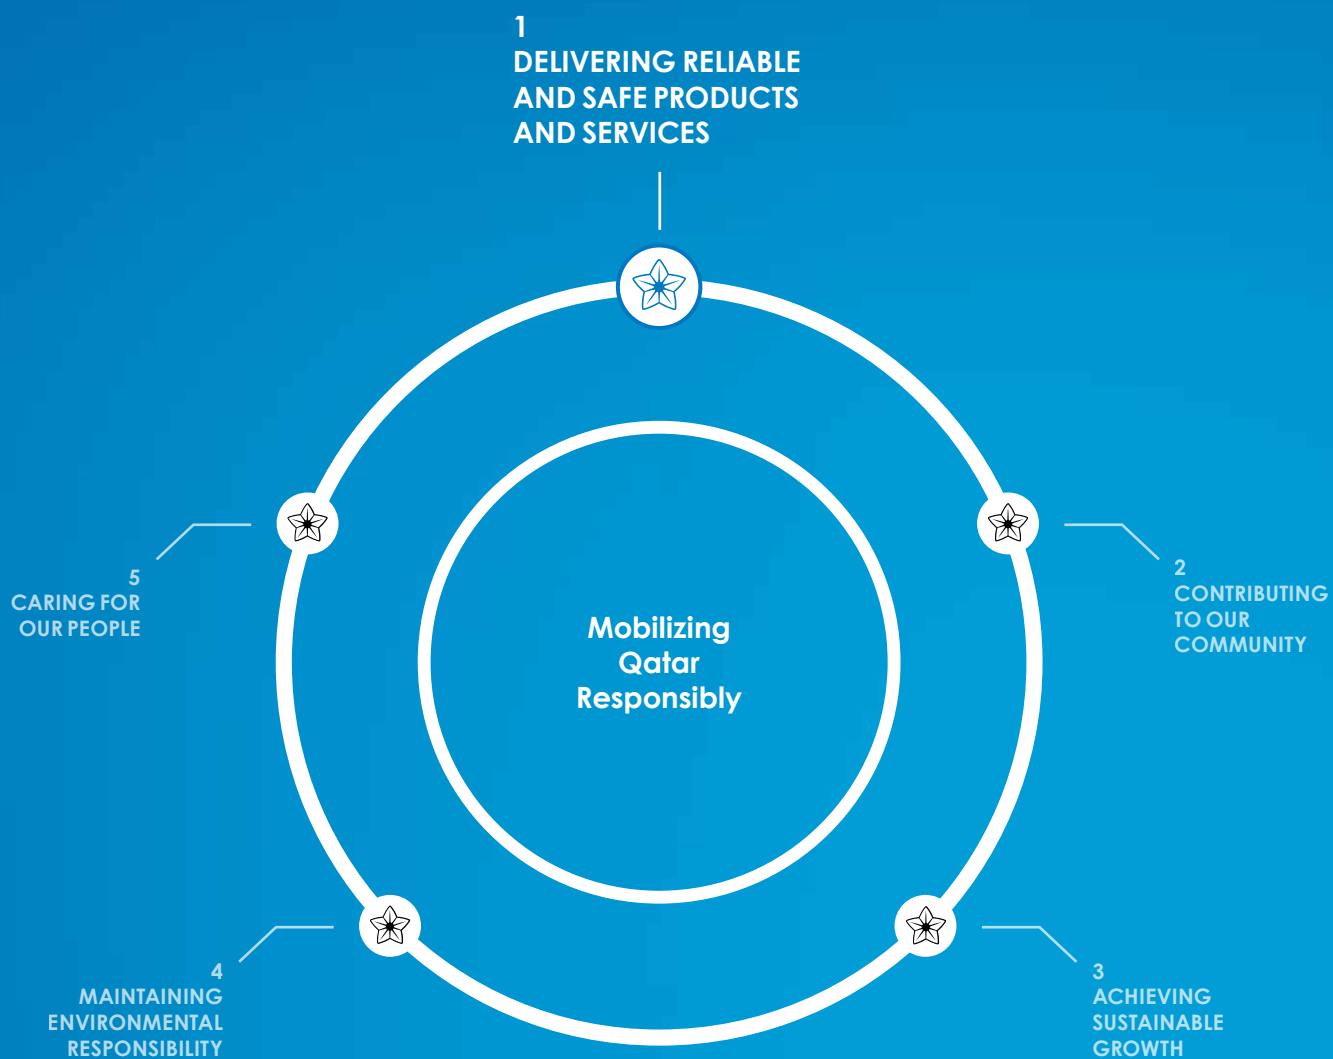 1
DELIVERING RELIABLE
AND SAFE PRODUCTS
AND SERVICES
5
CARING FOR
OUR PEOPLE
Mobilizing
Qatar
Responsibly
2
CONTRIBUTING
TO OUR
COMMUNITY
4
MAINTAINING
ENVIRONMENTAL
RESPONSIBILITY
3
ACHIEVING
SUSTAINABLE
GROWTH